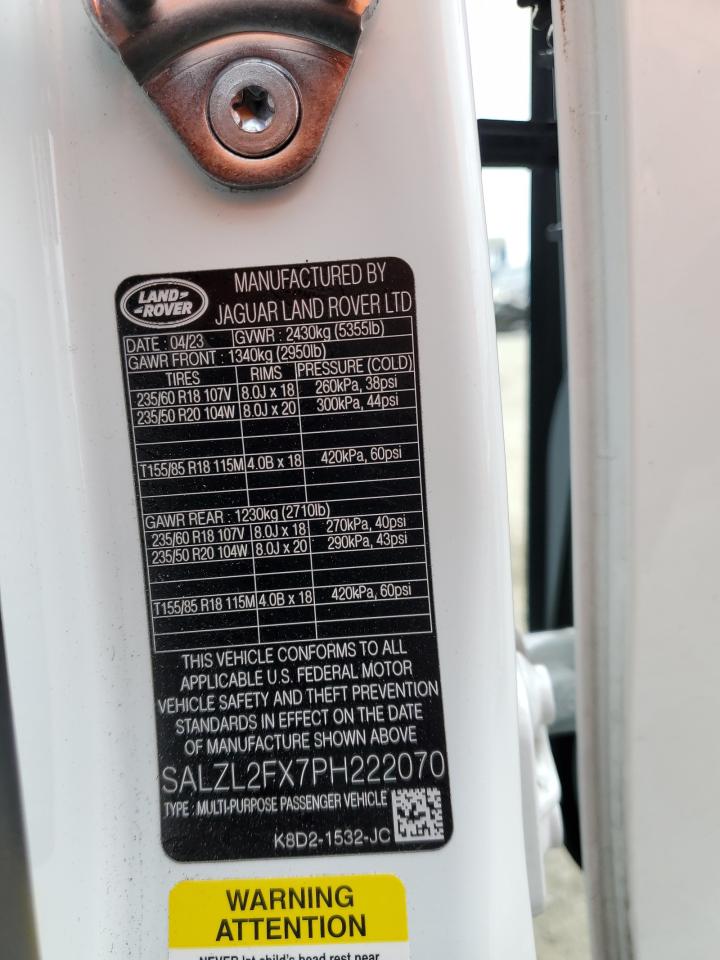 LAND-
-ROVER
MANUFACTURED BY
JAGUAR LAND ROVER LTD
DATE : 04/23 GVWR : 2430kg (5355lb)
GAWR FRONT : 1340kg (2950lb)
TIRES RIMS PRESSURE (COLD)
235/60 R18 107V 8.0J x 18 260kPa, 38psi
235/50 R20 104W 8.0J x 20 300kPa, 44psi
T155/85 R18 115M 4.0B x 18 420kPa, 60psi
GAWR REAR : 1230kg (2710lb)
235/60 R18 107V 8.0J x 18 270kPa, 40psi
235/50 R20 104W 8.0J x 20 290kPa, 43psi
T155/85 R18 115M 4.0B x 18 420kPa, 60psi
THIS VEHICLE CONFORMS TO ALL
APPLICABLE U.S. FEDERAL MOTOR
VEHICLE SAFETY AND THEFT PREVENTION
STANDARDS IN EFFECT ON THE DATE
OF MANUFACTURE SHOWN ABOVE
SALZL2FX7PH222070
TYPE : MULTI-PURPOSE PASSENGER VEHICLE
K8D2-1532-JC
WARNING
ATTENTION
NEVER let child's head rest near